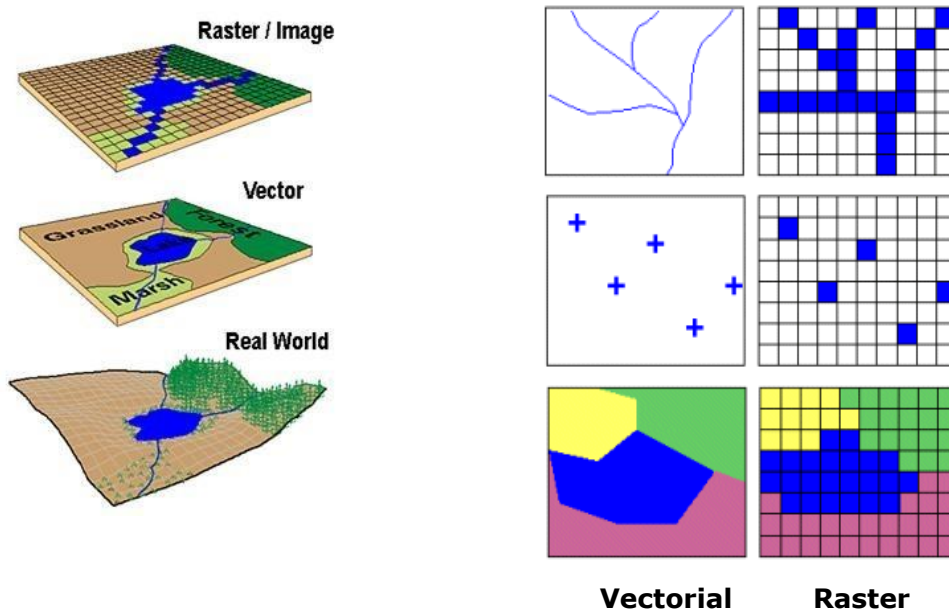 Raster / Image
Vector
Grassland
Forest
Lake
Marsh
Real World
Vectorial
Raster